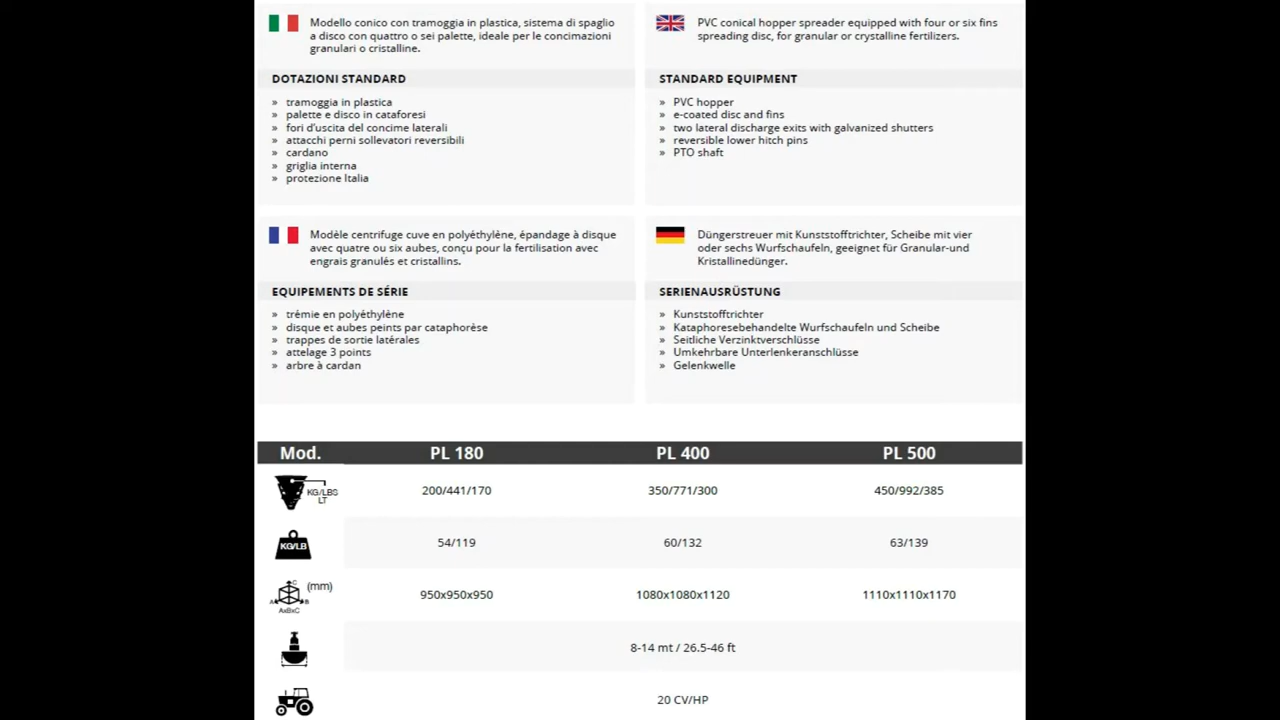 Modello conico con tramoggia in plastica, sistema di spaglio
a disco con quattro o sei palette, ideale per le concimazioni
granulari o cristalline.
DOTAZIONI STANDARD
» tramoggia in plastica
» palette e disco in cataforesi
» fori d'uscita del concime laterali
» attacchi perni sollevatori reversibili
» cardano
» griglia interna
» protezione Italia
PVC conical hopper spreader equipped with four or six fins
spreading disc, for granular or crystalline fertilizers.
STANDARD EQUIPMENT
» PVC hopper
» e-coated disc and fins
» two lateral discharge exits with galvanized shutters
» reversible lower hitch pins
» PTO shaft
Modèle centrifuge cuve en polyéthylène, épandage à disque
avec quatre ou six aubes, conçu pour la fertilisation avec
engrais granulés et cristallins.
EQUIPEMENTS DE SÉRIE
» trémie en polyéthylène
» disque et aubes peints par cataphorèse
» trappes de sortie latérales
» attelage 3 points
» arbre à cardan
Düngerstreuer mit Kunststofftrichter, Scheibe mit vier
oder sechs Wurfschaufeln, geeignet für Granular-und
Kristallinedünger.
SERIENAUSRÜSTUNG
» Kunststofftrichter
» Kataphoresebehandelte Wurfschaufeln und Scheibe
» Seitliche Verzinktverschlüsse
» Umkehrbare Unterlenkeranschlüsse
» Gelenkwelle
Mod. PL 180 PL 400 PL 500
KG/LBS
LT
200/441/170 350/771/300 450/992/385
KG/LB 54/119 60/132 63/139
C (mm)
A B
AxBxC
950x950x950 1080x1080x1120 1110x1110x1170
8-14 mt / 26.5-46 ft
20 CV/HP